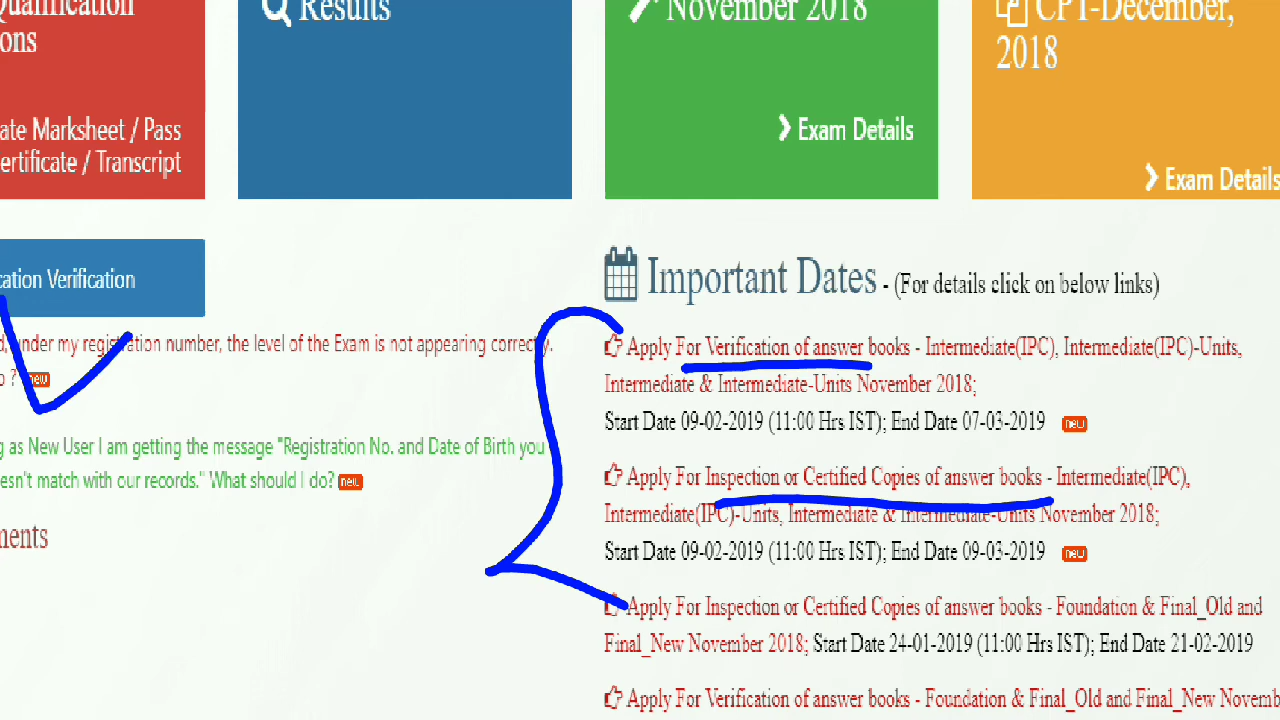 Qualification
ons
ate Marksheet / Pass
ertificate / Transcript
Results
November 2018
Exam Details
CPT-December,
2018
Exam Details
cation Verification
d, under my registration number, the level of the Exam is not appearing correctly.
o ? new
g as New User I am getting the message "Registration No. and Date of Birth you
esn't match with our records." What should I do? new
ments
Important Dates - (For details click on below links)
Apply For Verification of answer books - Intermediate(IPC), Intermediate(IPC)-Units,
Intermediate & Intermediate-Units November 2018;
Start Date 09-02-2019 (11:00 Hrs IST); End Date 07-03-2019 new
Apply For Inspection or Certified Copies of answer books - Intermediate(IPC),
Intermediate(IPC)-Units, Intermediate & Intermediate-Units November 2018;
Start Date 09-02-2019 (11:00 Hrs IST); End Date 09-03-2019 new
Apply For Inspection or Certified Copies of answer books - Foundation & Final_Old and
Final_New November 2018; Start Date 24-01-2019 (11:00 Hrs IST); End Date 21-02-2019
Apply For Verification of answer books - Foundation & Final_Old and Final_New Novemb